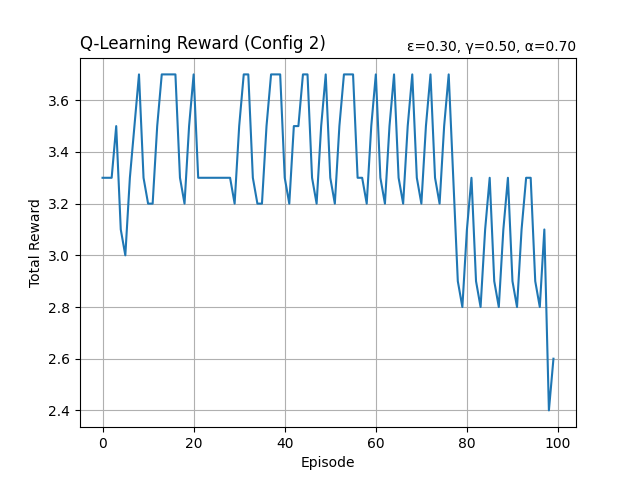 Q-Learning Reward (Config 2)
ε=0.30, γ=0.50, α=0.70
Total Reward
3.6
3.4
3.2
3.0
2.8
2.6
2.4
0 20 40 60 80 100
Episode